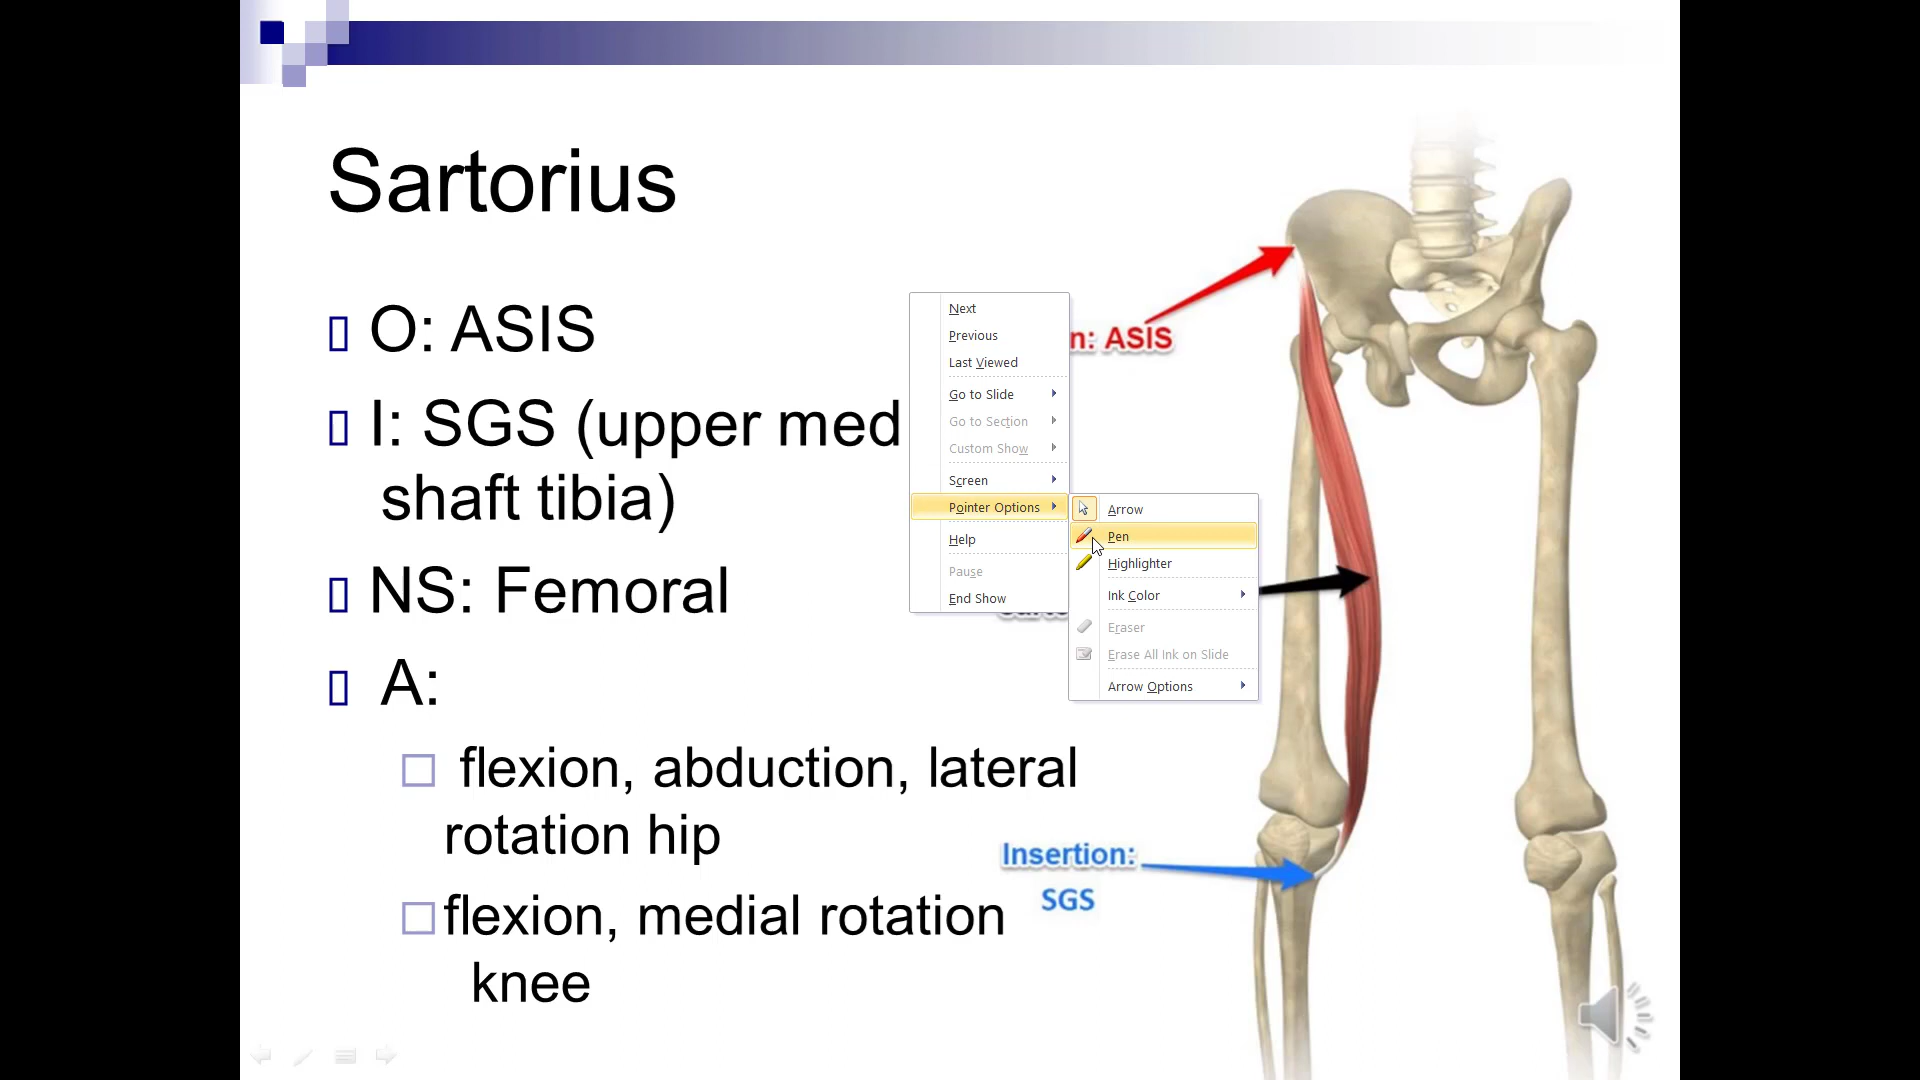 Sartorius
O: ASIS
I: SGS (upper med
shaft tibia)
NS: Femoral
A:
flexion, abduction, lateral
rotation hip
flexion, medial rotation
knee
n: ASIS
Insertion:
SGS
Next
Previous
Last Viewed
Go to Slide
Go to Section
Custom Show
Screen
Pointer Options
Help
Pause
End Show
Arrow
Pen
Highlighter
Ink Color
Eraser
Erase All Ink on Slide
Arrow Options